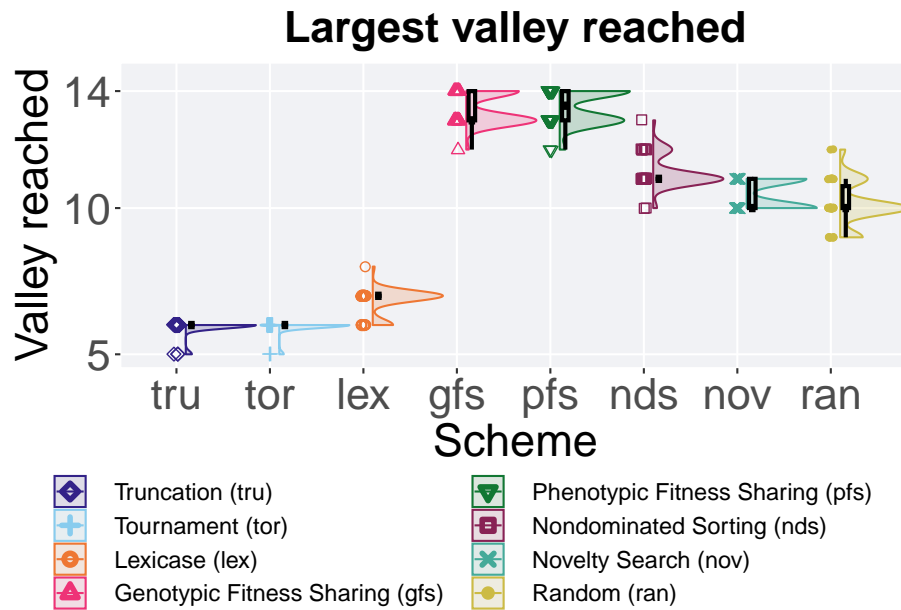 Largest valley reached
Valley reached
14
10
5
tru tor lex gfs pfs nds nov ran
Scheme
Truncation (tru)
Tournament (tor)
Lexicase (lex)
Genotypic Fitness Sharing (gfs)
Phenotypic Fitness Sharing (pfs)
Nondominated Sorting (nds)
Novelty Search (nov)
Random (ran)